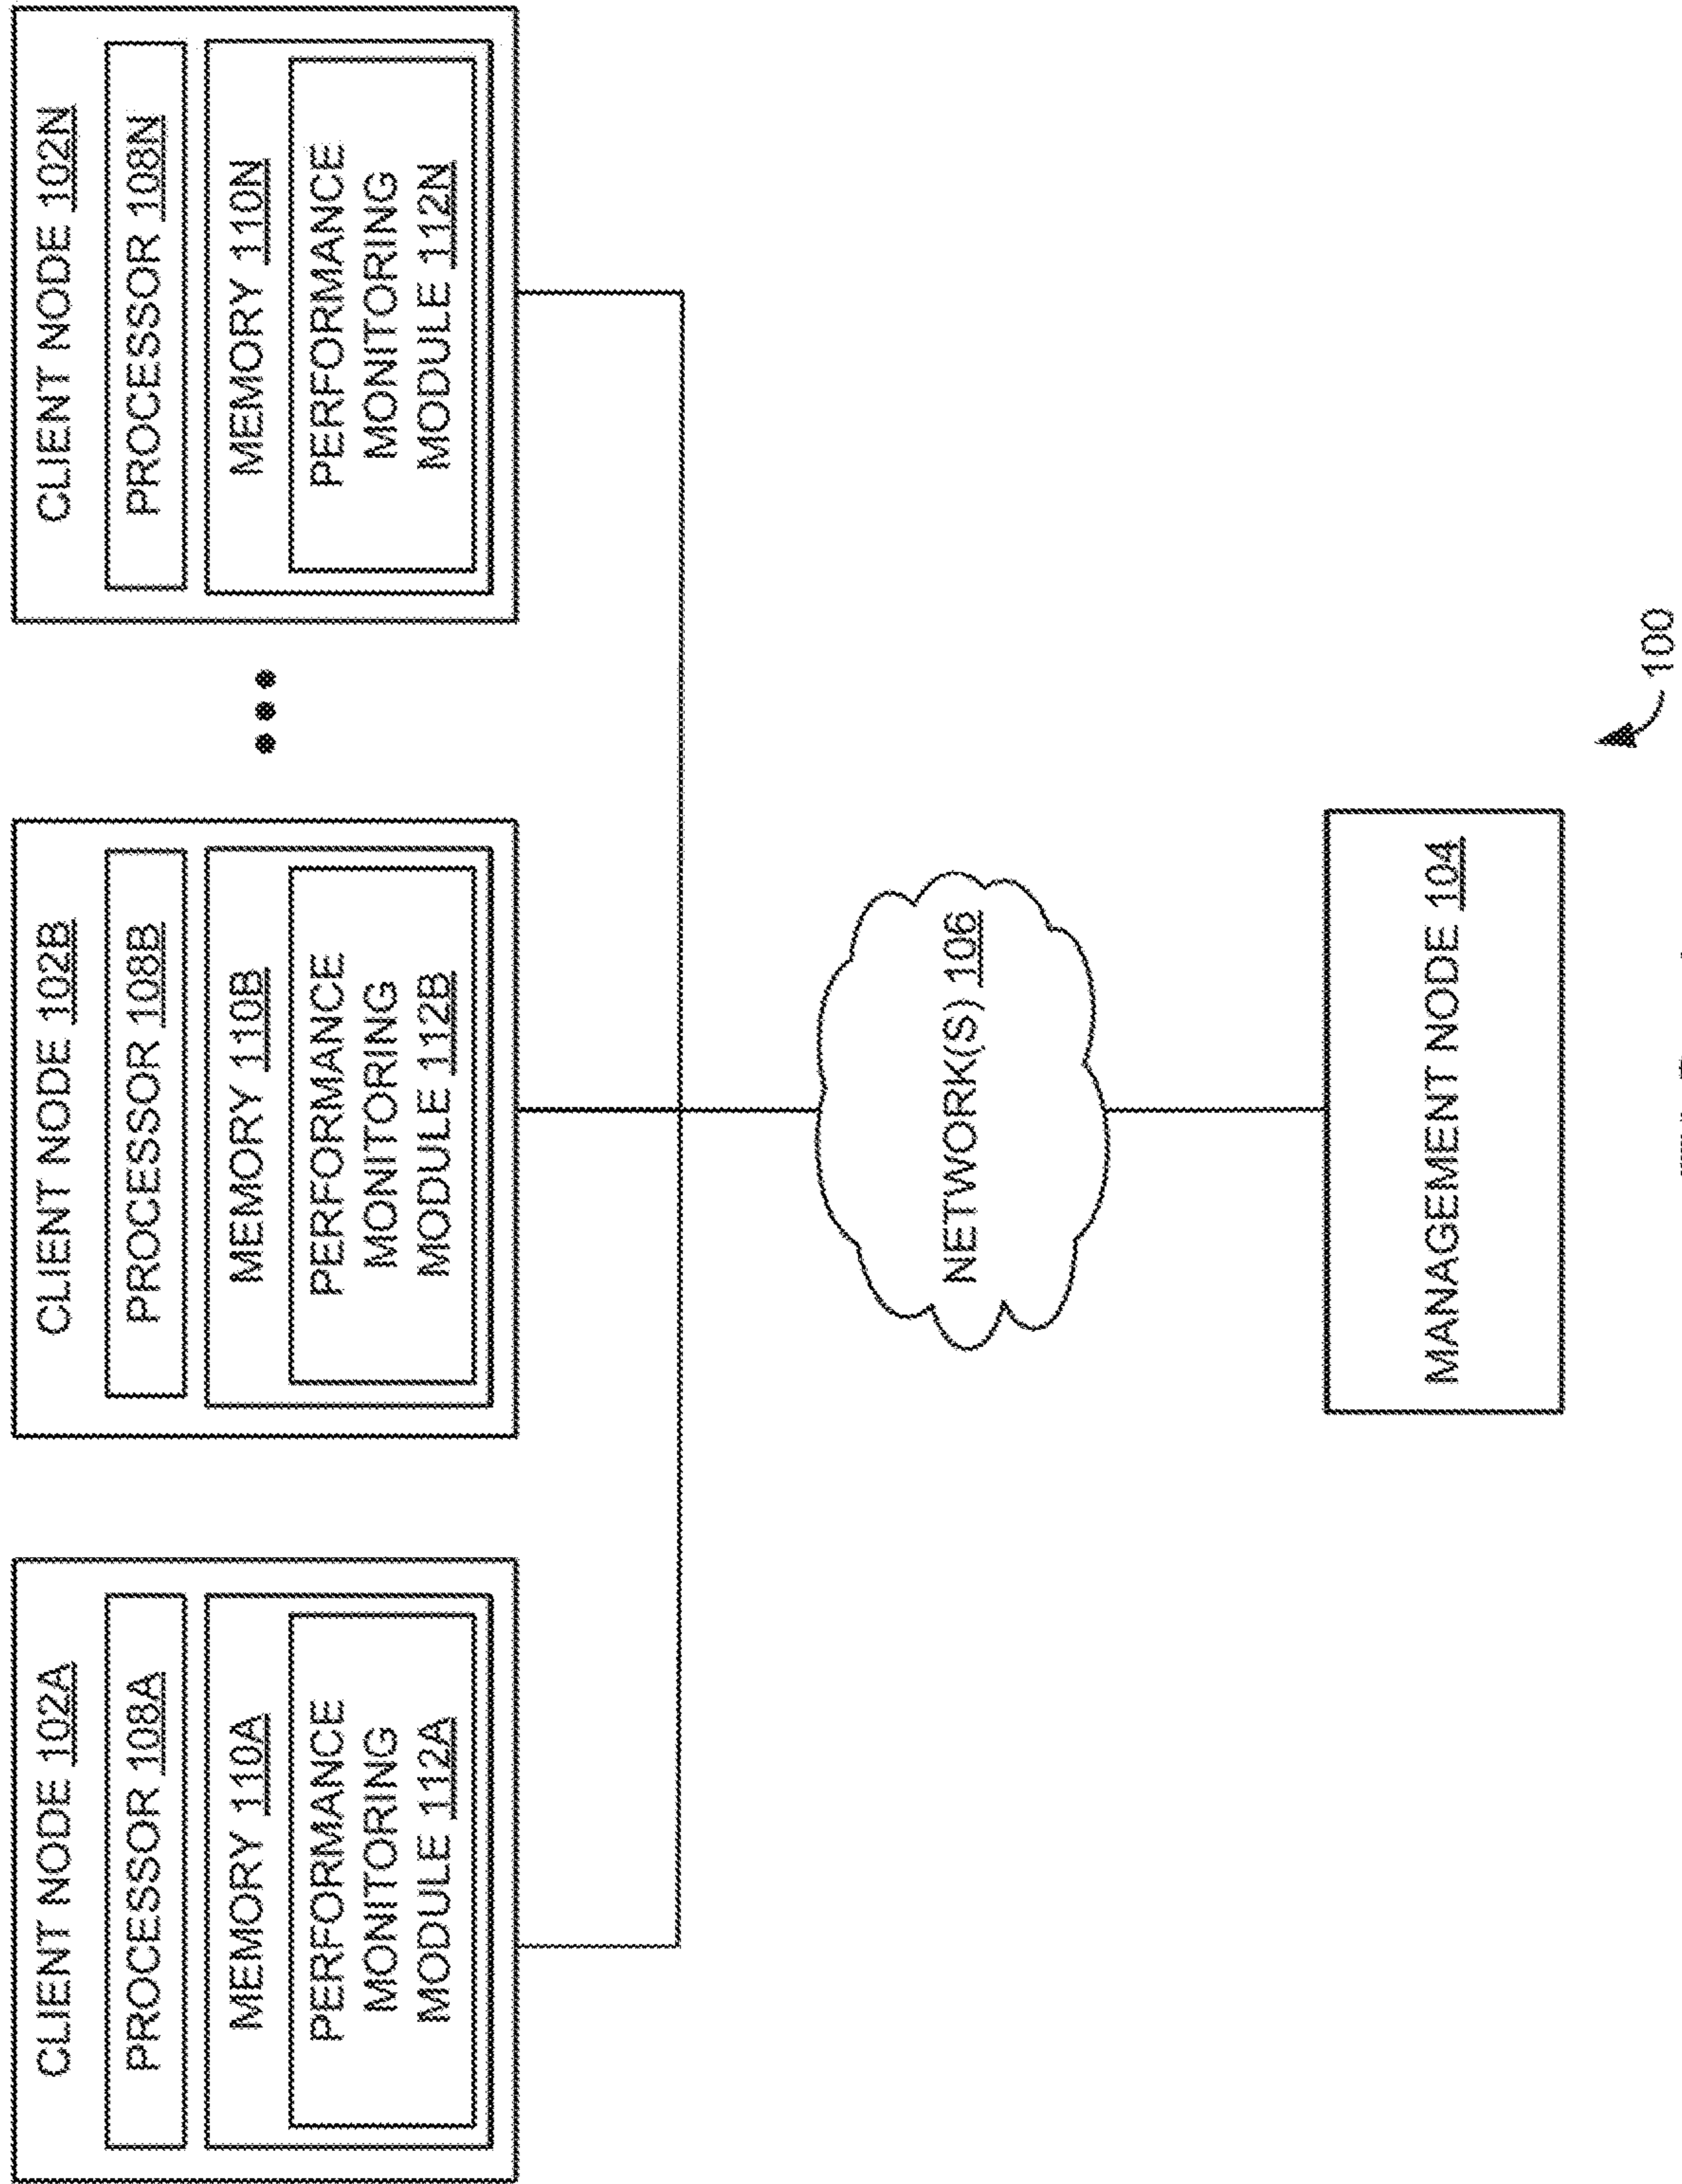 CLIENT NODE 102A
PROCESSOR 108A
MEMORY 110A
PERFORMANCE
MONITORING
MODULE 112A
CLIENT NODE 102B
PROCESSOR 108B
MEMORY 110B
PERFORMANCE
MONITORING
MODULE 112B
CLIENT NODE 102N
PROCESSOR 108N
MEMORY 110N
PERFORMANCE
MONITORING
MODULE 112N
NETWORK(S) 106
MANAGEMENT NODE 104
100